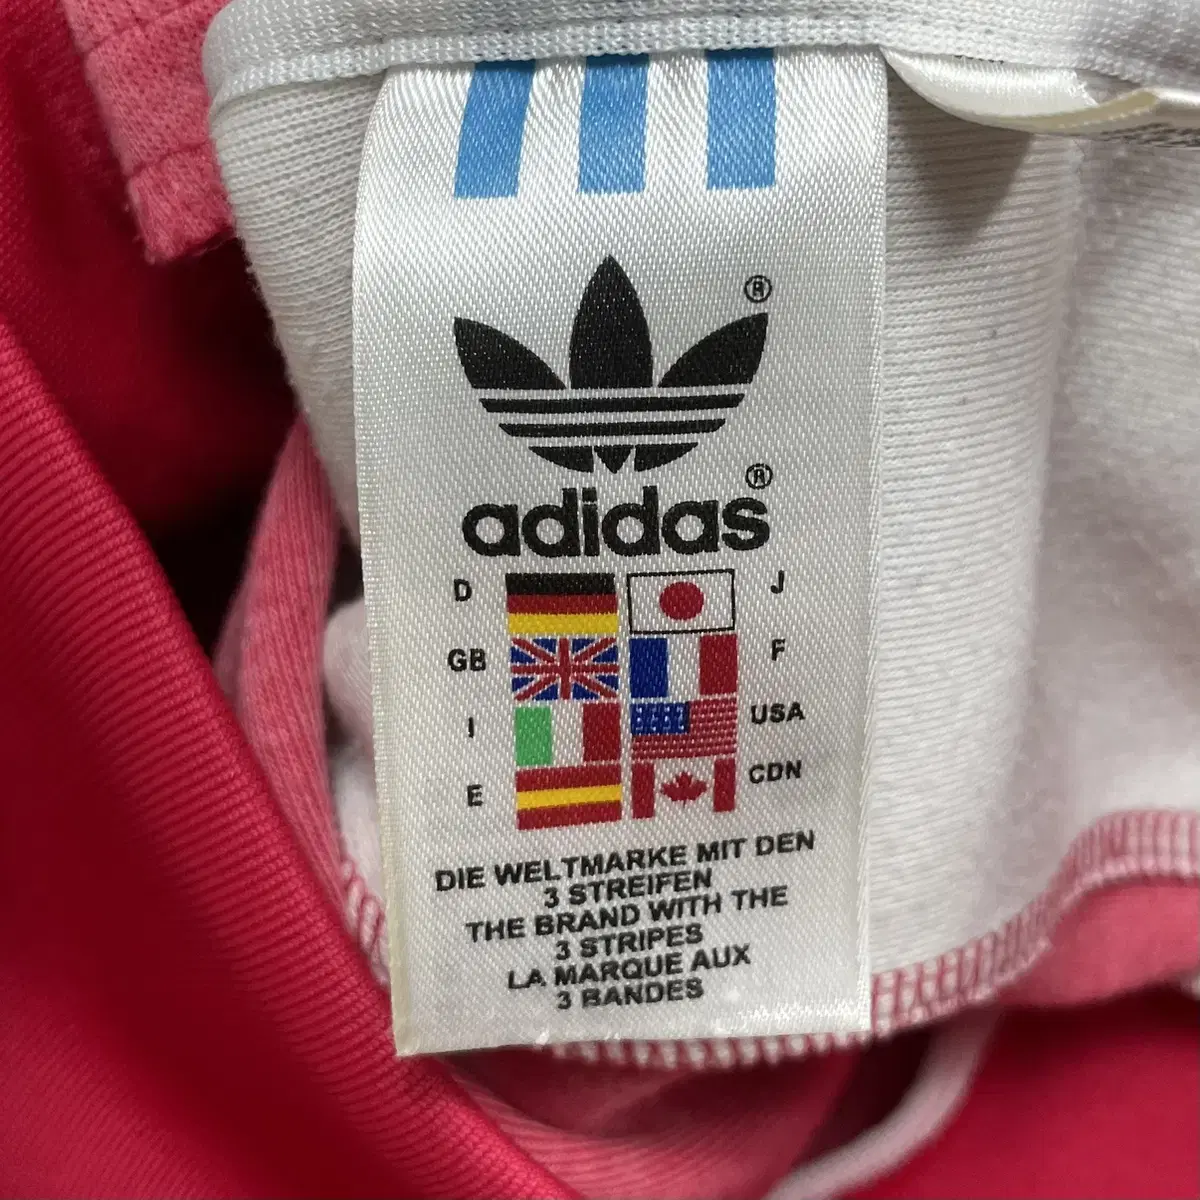 ®
adidas®
D J
GB F
I USA
E CDN
DIE WELTMARKE MIT DEN
3 STREIFEN
THE BRAND WITH THE
3 STRIPES
LA MARQUE AUX
3 BANDES